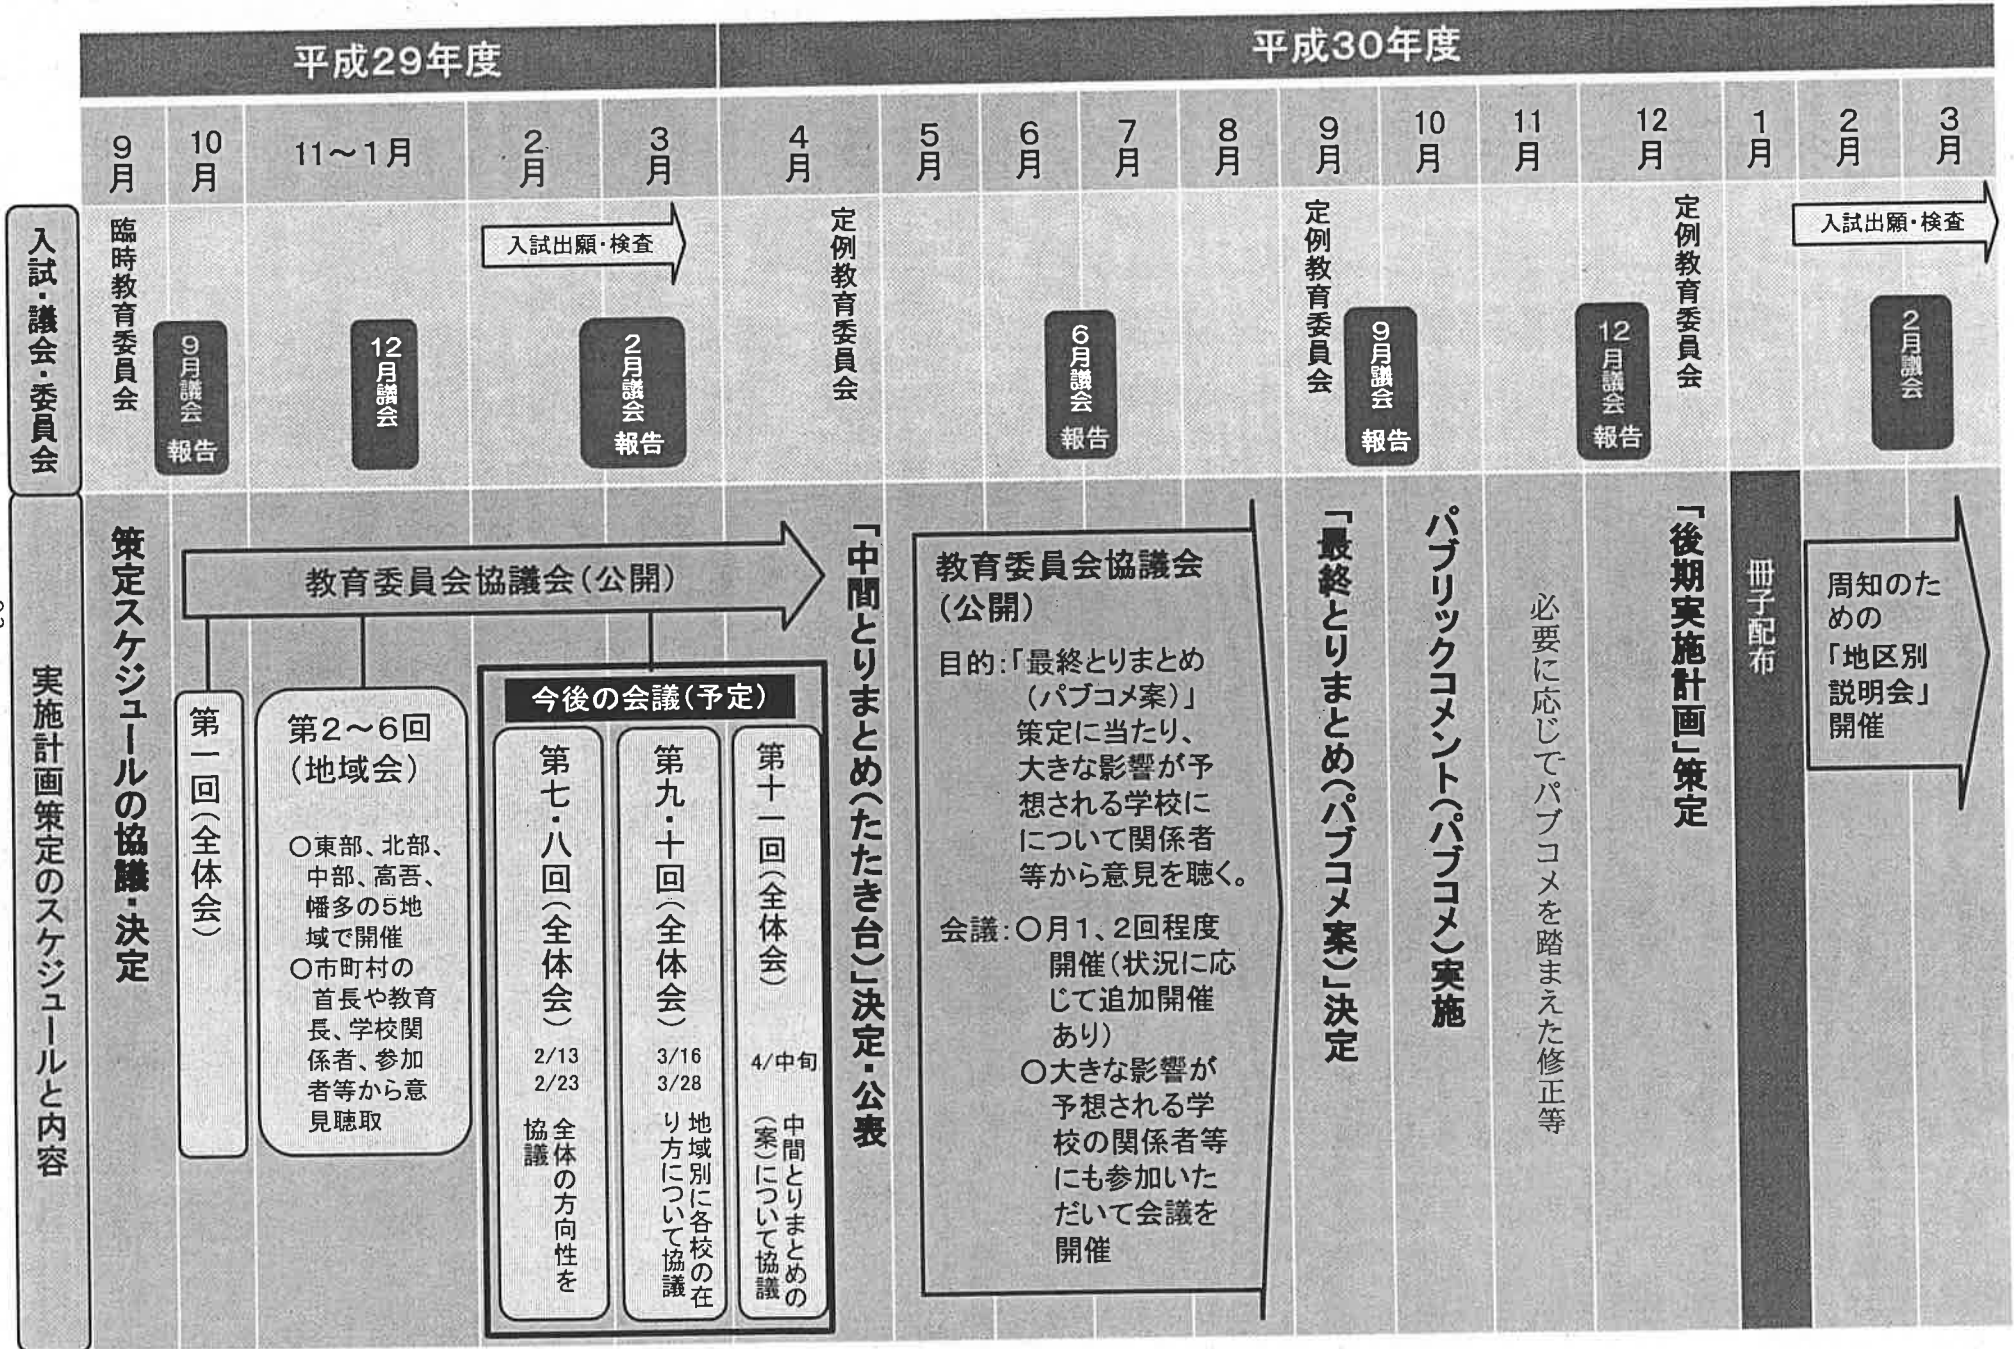 平成29年度
平成30年度
9月
10月
11～1月
2月
3月
4月
5月
6月
7月
8月
9月
10月
11月
12月
1月
2月
3月
入試・議会・委員会
臨時教育委員会
9月議会
報告
12月議会
入試出願・検査
2月議会
報告
定例教育委員会
6月議会
報告
定例教育委員会
9月議会
報告
12月議会
報告
定例教育委員会
入試出願・検査
2月議会
実施計画策定のスケジュールと内容
策定スケジュールの協議・決定
教育委員会協議会(公開)
第一回(全体会)
第2～6回
(地域会)
○東部、北部、
中部、高吾、
幡多の5地
域で開催
○市町村の
首長や教育
長、学校関
係者、参加
者等から意
見聴取
今後の会議(予定)
第七・八回(全体会)
2/13
2/23
全体の方向性を
協議
第九・十回(全体会)
3/16
3/28
地域別に各校の在
り方について協議
第十一回(全体会)
4/中旬
中間とりまとめの
(案)について協議
「中間とりまとめ(たたき台)」決定・公表
教育委員会協議会
(公開)
目的:「最終とりまとめ
(パブコメ案)」
策定に当たり、
大きな影響が予
想される学校に
について関係者
等から意見を聴く。
会議:○月1、2回程度
開催(状況に応
じて追加開催
あり)
○大きな影響が
予想される学
校の関係者等
にも参加いた
だいて会議を
開催
「最終とりまとめ(パブコメ案)」決定
パブリックコメント(パブコメ)実施
必要に応じてパブコメを踏まえた修正等
「後期実施計画」策定
冊子配布
周知のた
めの
「地区別
説明会」
開催